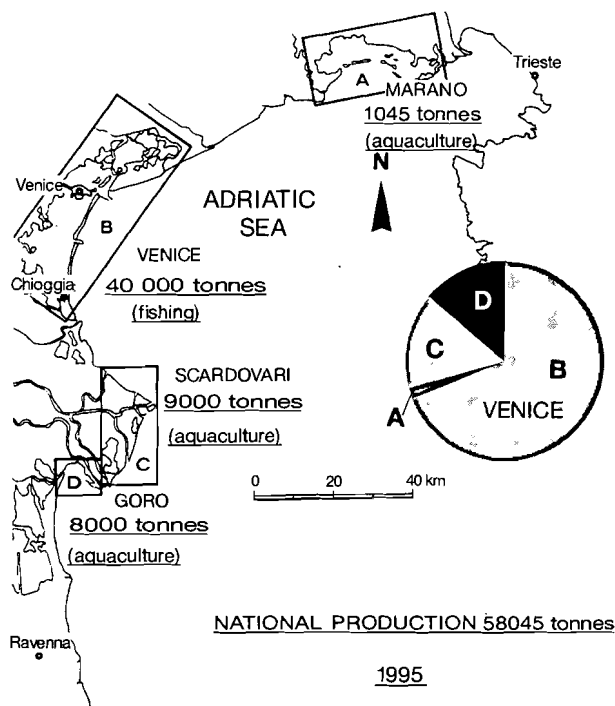 Trieste
A
MARANO
1045 tonnes
(aquaculture)
N
Venice
ADRIATIC
SEA
B
VENICE
40 000 tonnes
(fishing)
Chioggia
D
C
B
VENICE
A
SCARDOVARI
9000 tonnes
(aquaculture)
C
D
GORO
8000 tonnes
(aquaculture)
0 20 40 km
NATIONAL PRODUCTION 58045 tonnes
Ravenna
1995